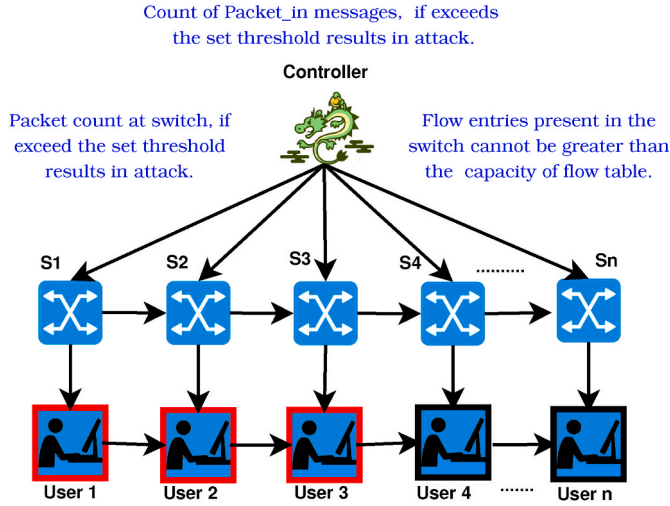 Count of Packet_in messages, if exceeds
the set threshold results in attack.
Controller
Packet count at switch, if
exceed the set threshold
results in attack.
Flow entries present in the
switch cannot be greater than
the capacity of flow table.
S1
S2
S3
S4
..........
Sn
User 1
User 2
User 3
User 4
.......
User n